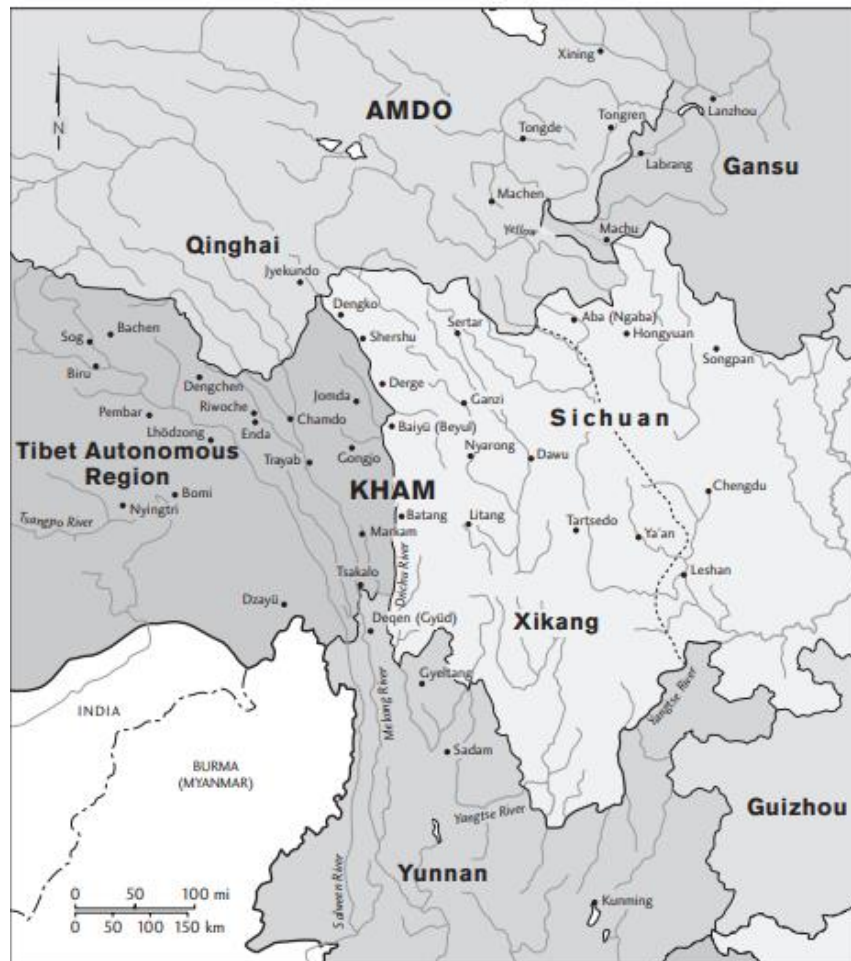 Xining
AMDO
Lanzhou
Tongren
Tongde
N
Labrang
Gansu
Machen
Yellow
Machu
Qinghai
Jyekundo
Dengko
Sertar
Aba (Ngaba)
Bachen
Hongyuan
Sog
Shershu
Songpan
Biru
Dengchen
Derge
Jomda
Ganzi
Pembar
Riwoche
Chamdo
Sichuan
Enda
Baiyü (Beyul)
Lhödzong
Nyarong
Tibet Autonomous
Region
Gongjo
Dawu
Trayab
KHAM
Chengdu
Bomi
Nyingtri
Batang
Litang
Tsangpo River
Markam
Tartsedo
Ya'an
Drichu River
Tsakalo
Leshan
Dzayü
Deqen (Gyüd)
Xikang
Gyeltang
Yangtse River
INDIA
Mekong River
Sadam
BURMA
(MYANMAR)
Yangtse River
Guizhou
Yunnan
0 50 100 mi
0 50 100 150 km
Salween River
Kunming